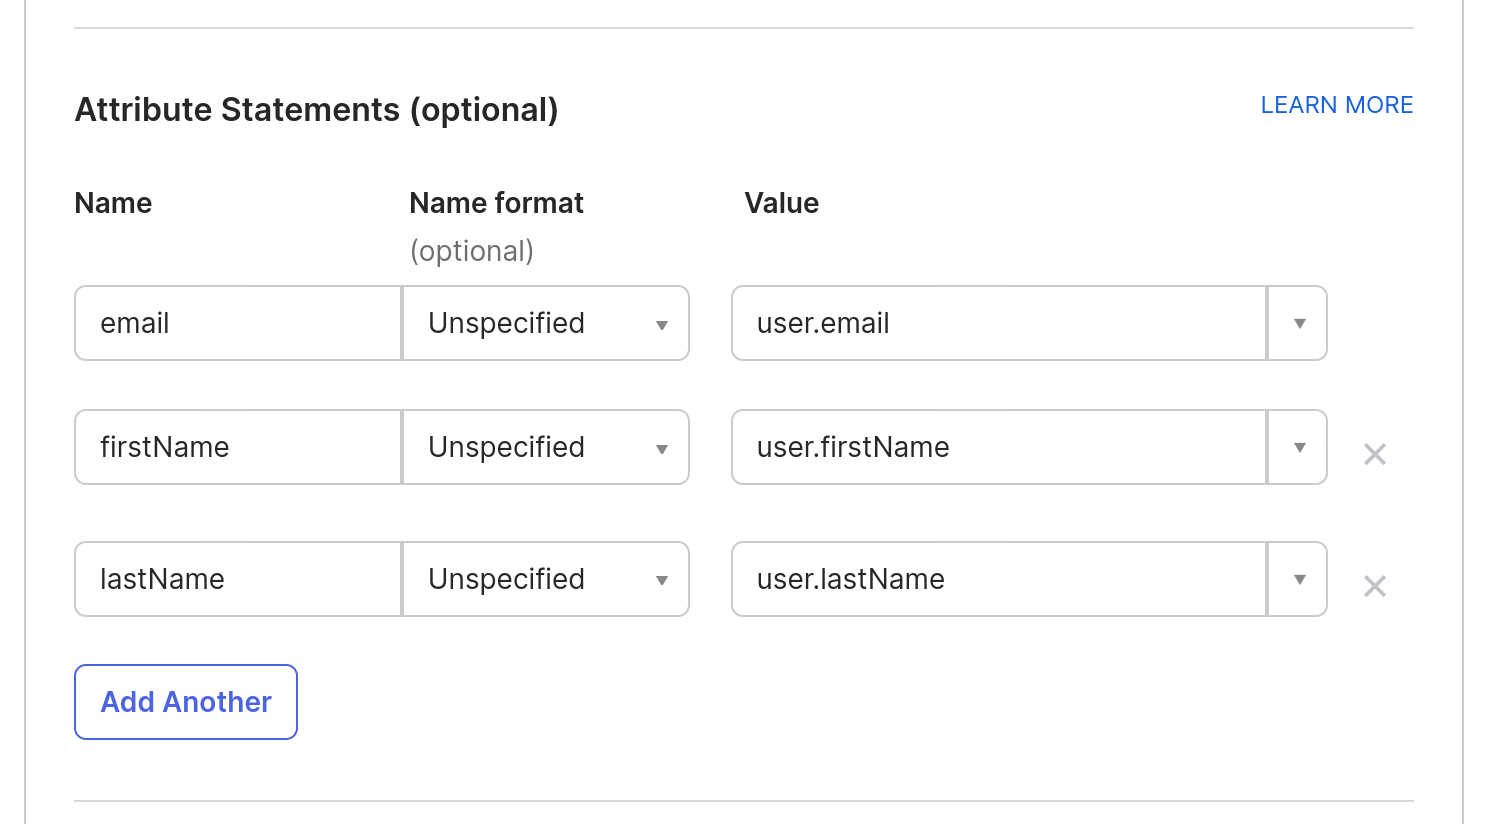 Attribute Statements (optional)
LEARN MORE
Name
Name format
Value
(optional)
email
Unspecified
user.email
firstName
Unspecified
user.firstName
lastName
Unspecified
user.lastName
Add Another